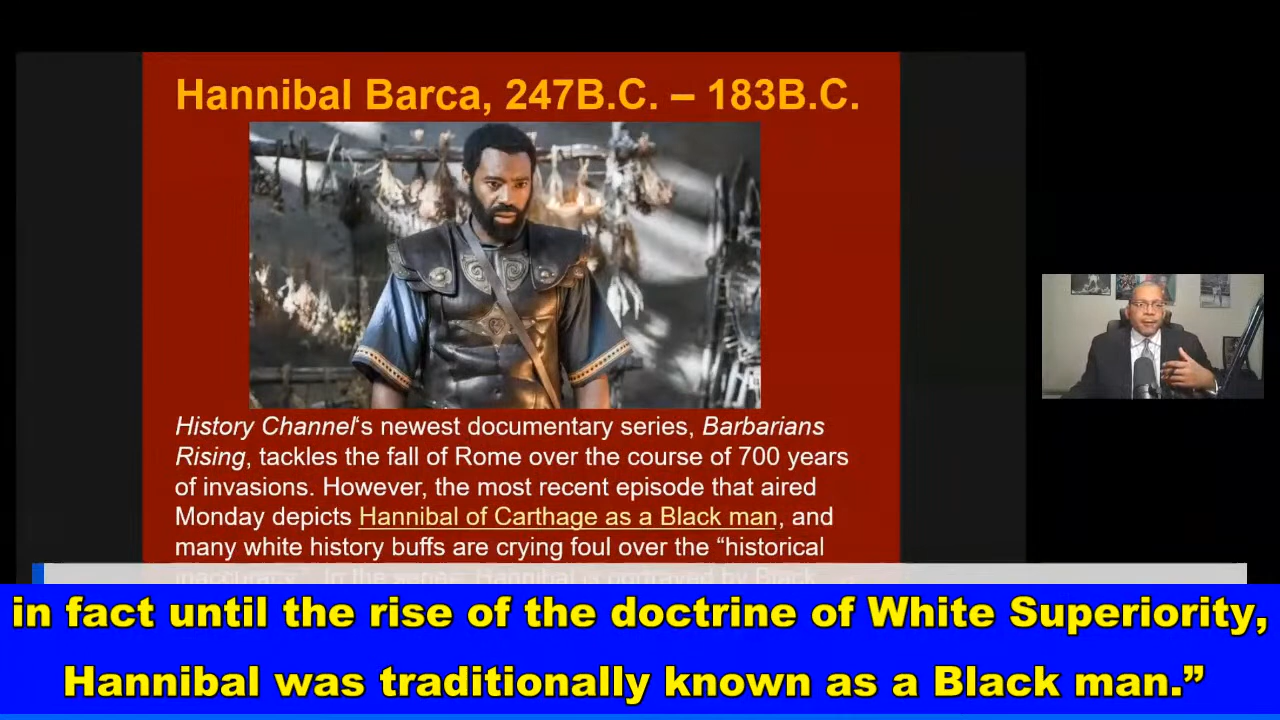 Hannibal Barca, 247B.C. – 183B.C.
History Channel‘s newest documentary series, Barbarians
Rising, tackles the fall of Rome over the course of 700 years
of invasions. However, the most recent episode that aired
Monday depicts Hannibal of Carthage as a Black man, and
many white history buffs are crying foul over the “historical
in fact until the rise of the doctrine of White Superiority,
Hannibal was traditionally known as a Black man.”